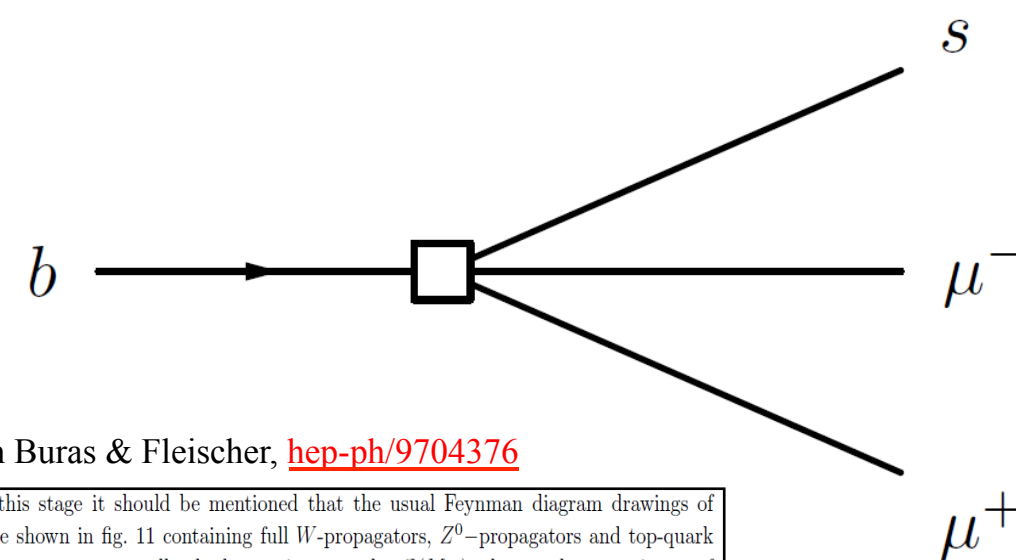 s
b
μ⁻
Buras & Fleischer, hep-ph/9704376
this stage it should be mentioned that the usual Feynman diagram drawings of
shown in fig. 11 containing full W-propagators, Z⁰−propagators and top-quark
μ⁺